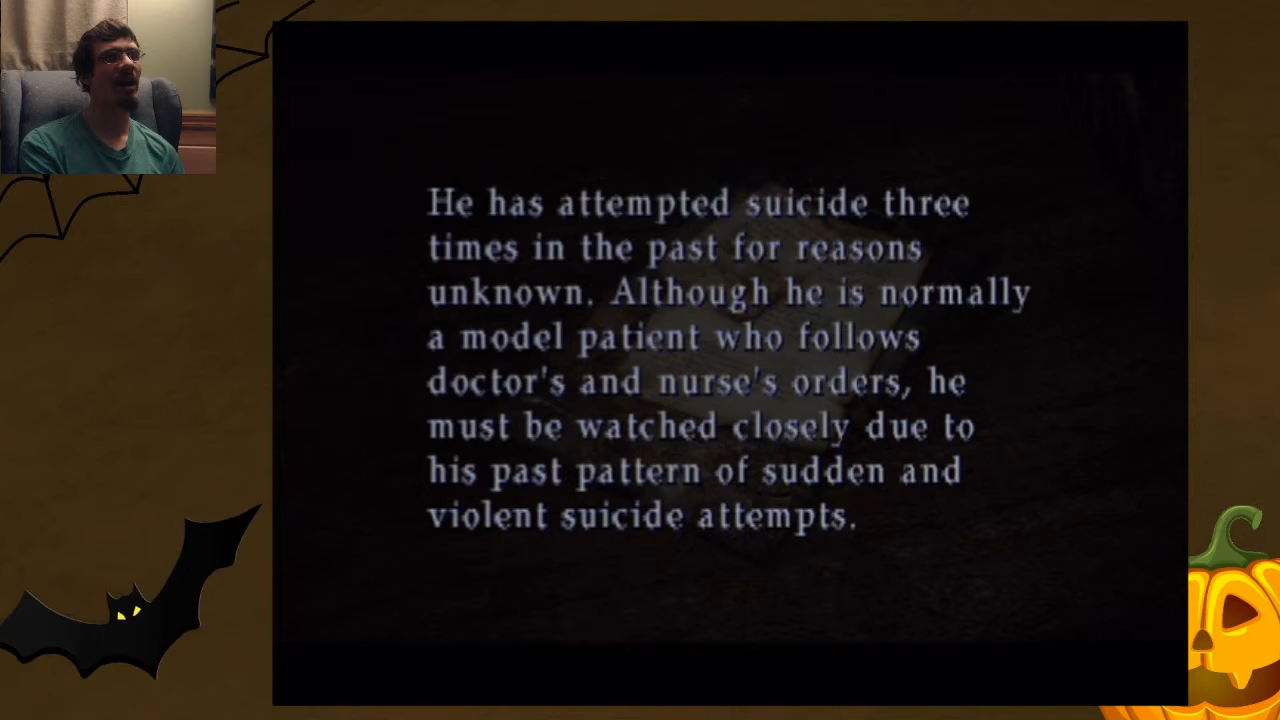 He has attempted suicide three
times in the past for reasons
unknown. Although he is normally
a model patient who follows
doctor's and nurse's orders, he
must be watched closely due to
his past pattern of sudden and
violent suicide attempts.